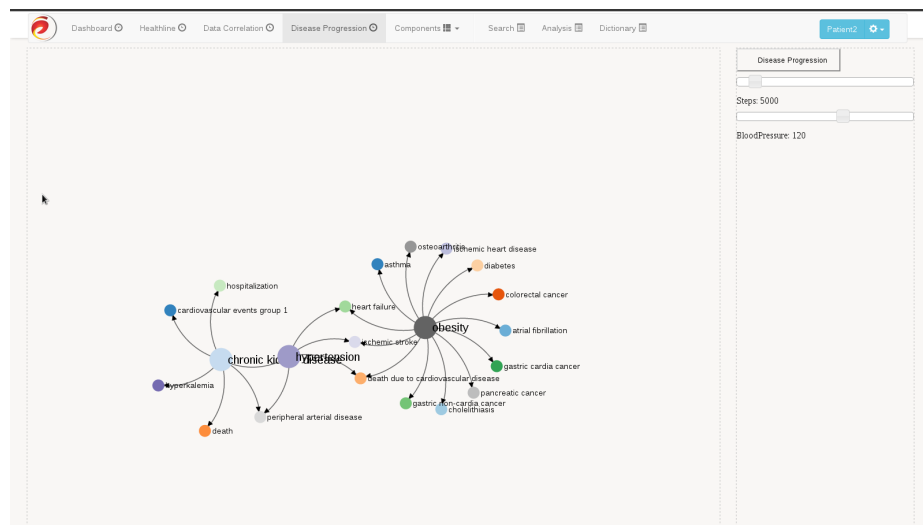 Dashboard Healthline Data Correlation Disease Progression Components Search Analysis Dictionary Patient2
Disease Progression
Steps: 5000
BloodPressure: 120
osteoarthritis
ischemic heart disease
asthma
diabetes
hospitalization
colorectal cancer
cardiovascular events group 1
heart failure
obesity
atrial fibrillation
ischemic stroke
chronic kidney disease
hypertension
gastric cardia cancer
death due to cardiovascular disease
hyperkalemia
pancreatic cancer
gastric non-cardia cancer
cholelithiasis
peripheral arterial disease
death